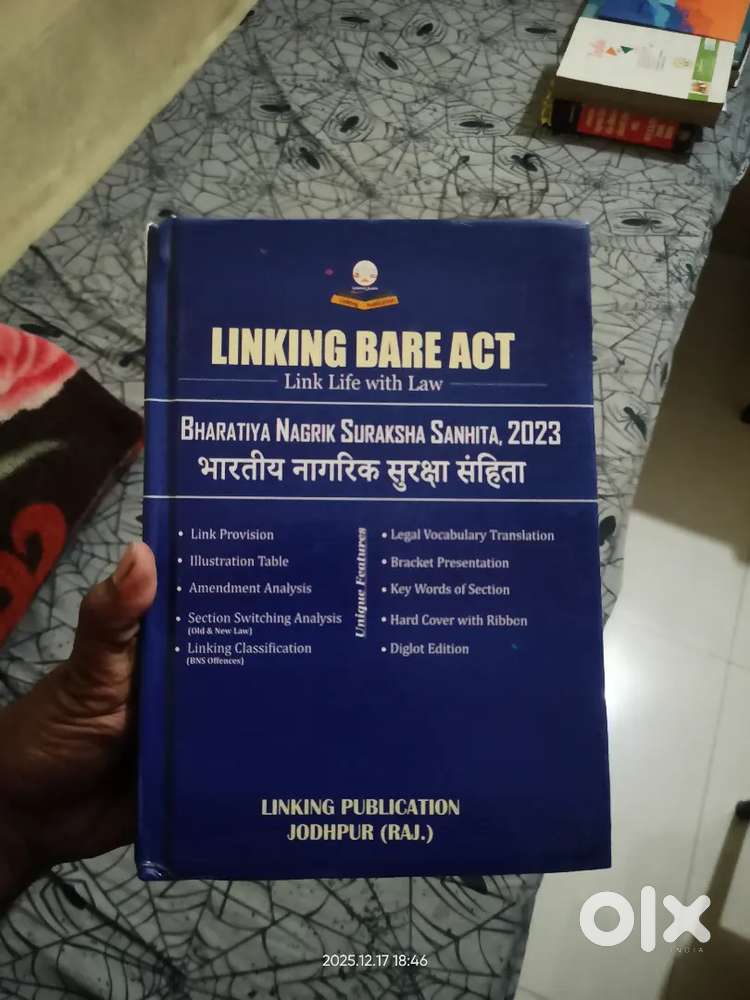 Linking Publication
LINKING BARE ACT
Link Life with Law
BHARATIYA NAGRIK SURAKSHA SANHITA, 2023
भारतीय नागरिक सुरक्षा संहिता
• Link Provision
• Illustration Table
• Amendment Analysis
• Section Switching Analysis
(Old & New Law)
• Linking Classification
(BNS Offences)
Unique Features
• Legal Vocabulary Translation
• Bracket Presentation
• Key Words of Section
• Hard Cover with Ribbon
• Diglot Edition
LINKING PUBLICATION
JODHPUR (RAJ.)
olx
INDIA
2025.12.17 18:46